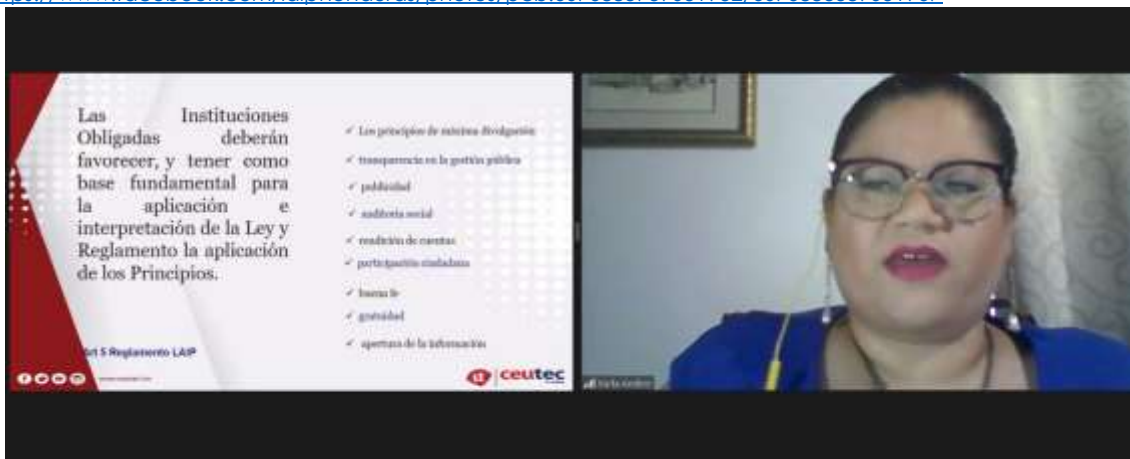 Las Instituciones
Obligadas deberán
favorecer, y tener como
base fundamental para
la aplicación e
interpretación de la Ley y
Reglamento la aplicación
de los Principios.
Art 5 Reglamento LAIP
✓ Los principios de máxima divulgación
✓ transparencia en la gestión pública
✓ publicidad
✓ auditoría social
✓ rendición de cuentas
✓ participación ciudadana
✓ buena fe
✓ gratuidad
✓ apertura de la información
ceutec